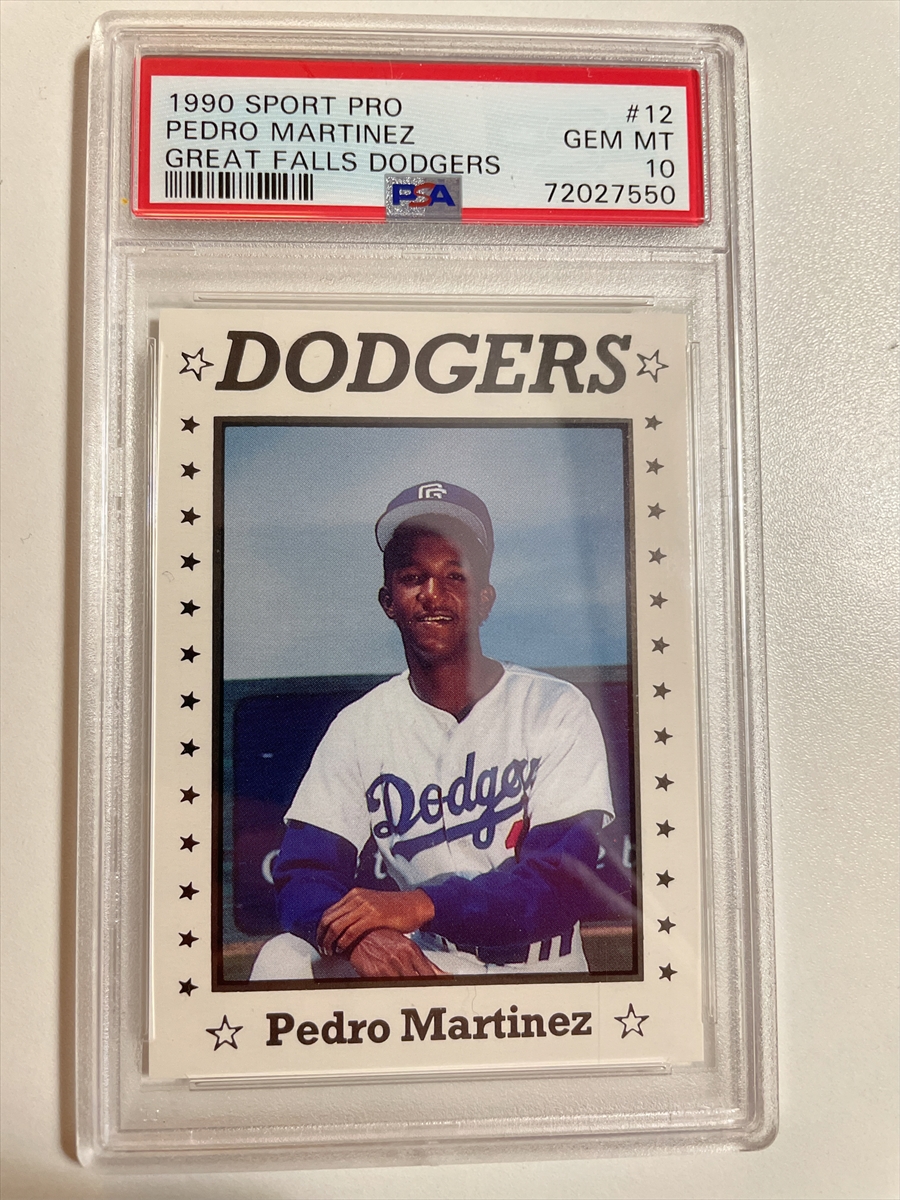 1990 SPORT PRO
#12
PEDRO MARTINEZ
GEM MT
GREAT FALLS DODGERS
10
PSA
72027550
DODGERS
GF
Dodgers
Pedro Martinez